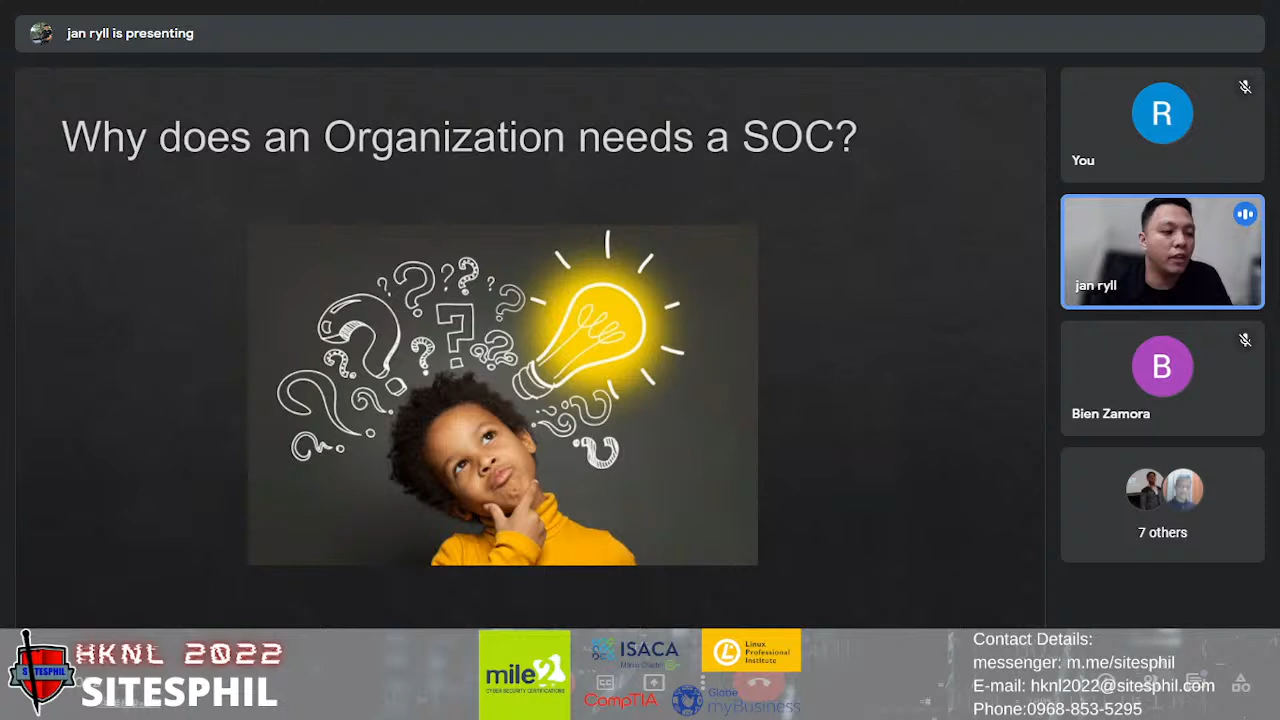 jan ryll is presenting
Why does an Organization needs a SOC?
R
You
jan ryll
B
Bien Zamora
7 others
HKNL 2022
SITESPHIL
SITESPHIL
mile2
CYBER SECURITY CERTIFICATIONS
ISACA
Manila Chapter
Linux
Professional
Institute
CompTIA
Globe
myBusiness
Contact Details:
messenger: m.me/sitesphil
E-mail: hknl2022@sitesphil.com
Phone:0968-853-5295